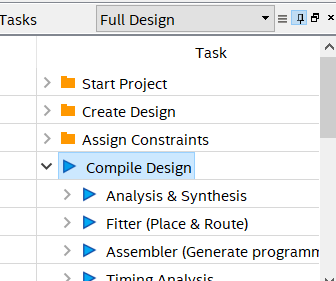 Tasks Full Design
Task
Start Project
Create Design
Assign Constraints
Compile Design
Analysis & Synthesis
Fitter (Place & Route)
Assembler (Generate programm
Timing Analysis